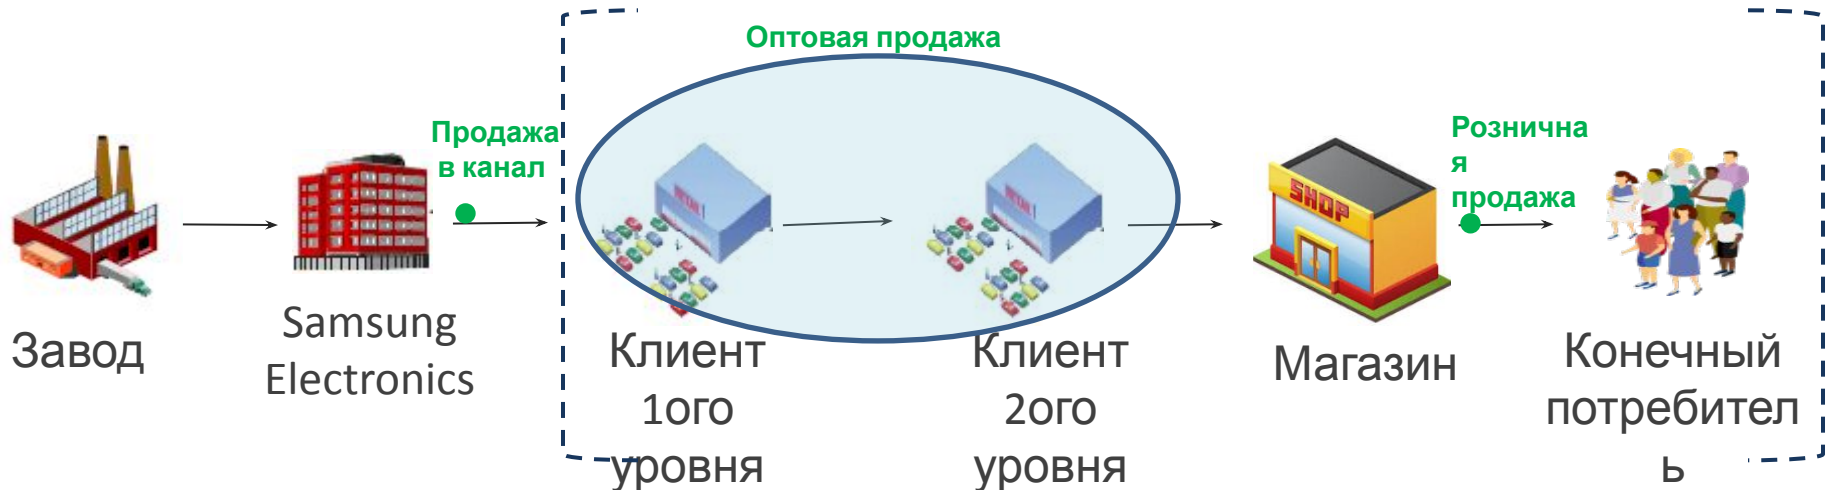 Оптовая продажа
Продажа
в канал
Рознична
я
продажа
SHOP
Завод
Samsung
Electronics
Клиент
1ого
уровня
Клиент
2ого
уровня
Магазин
Конечный
потребител
ь